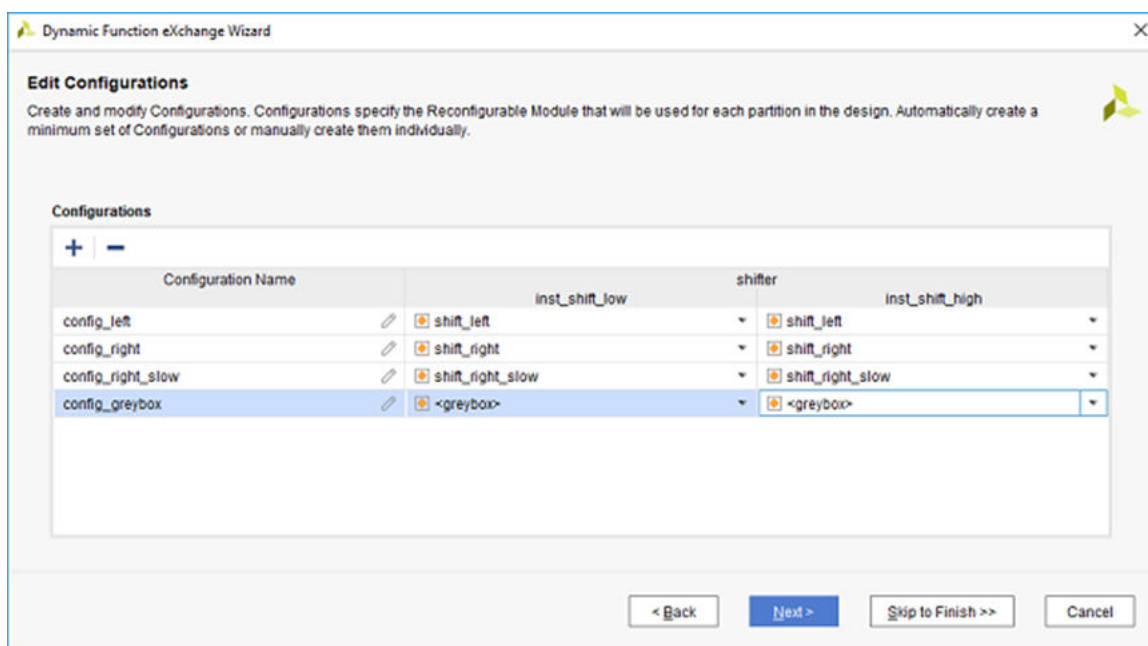 Dynamic Function eXchange Wizard
Edit Configurations
Create and modify Configurations. Configurations specify the Reconfigurable Module that will be used for each partition in the design. Automatically create a
minimum set of Configurations or manually create them individually.
Configurations
Configuration Name shifter
inst_shift_low inst_shift_high
config_left shift_left shift_left
config_right shift_right shift_right
config_right_slow shift_right_slow shift_right_slow
config_greybox <greybox> <greybox>
< Back Next > Skip to Finish >> Cancel